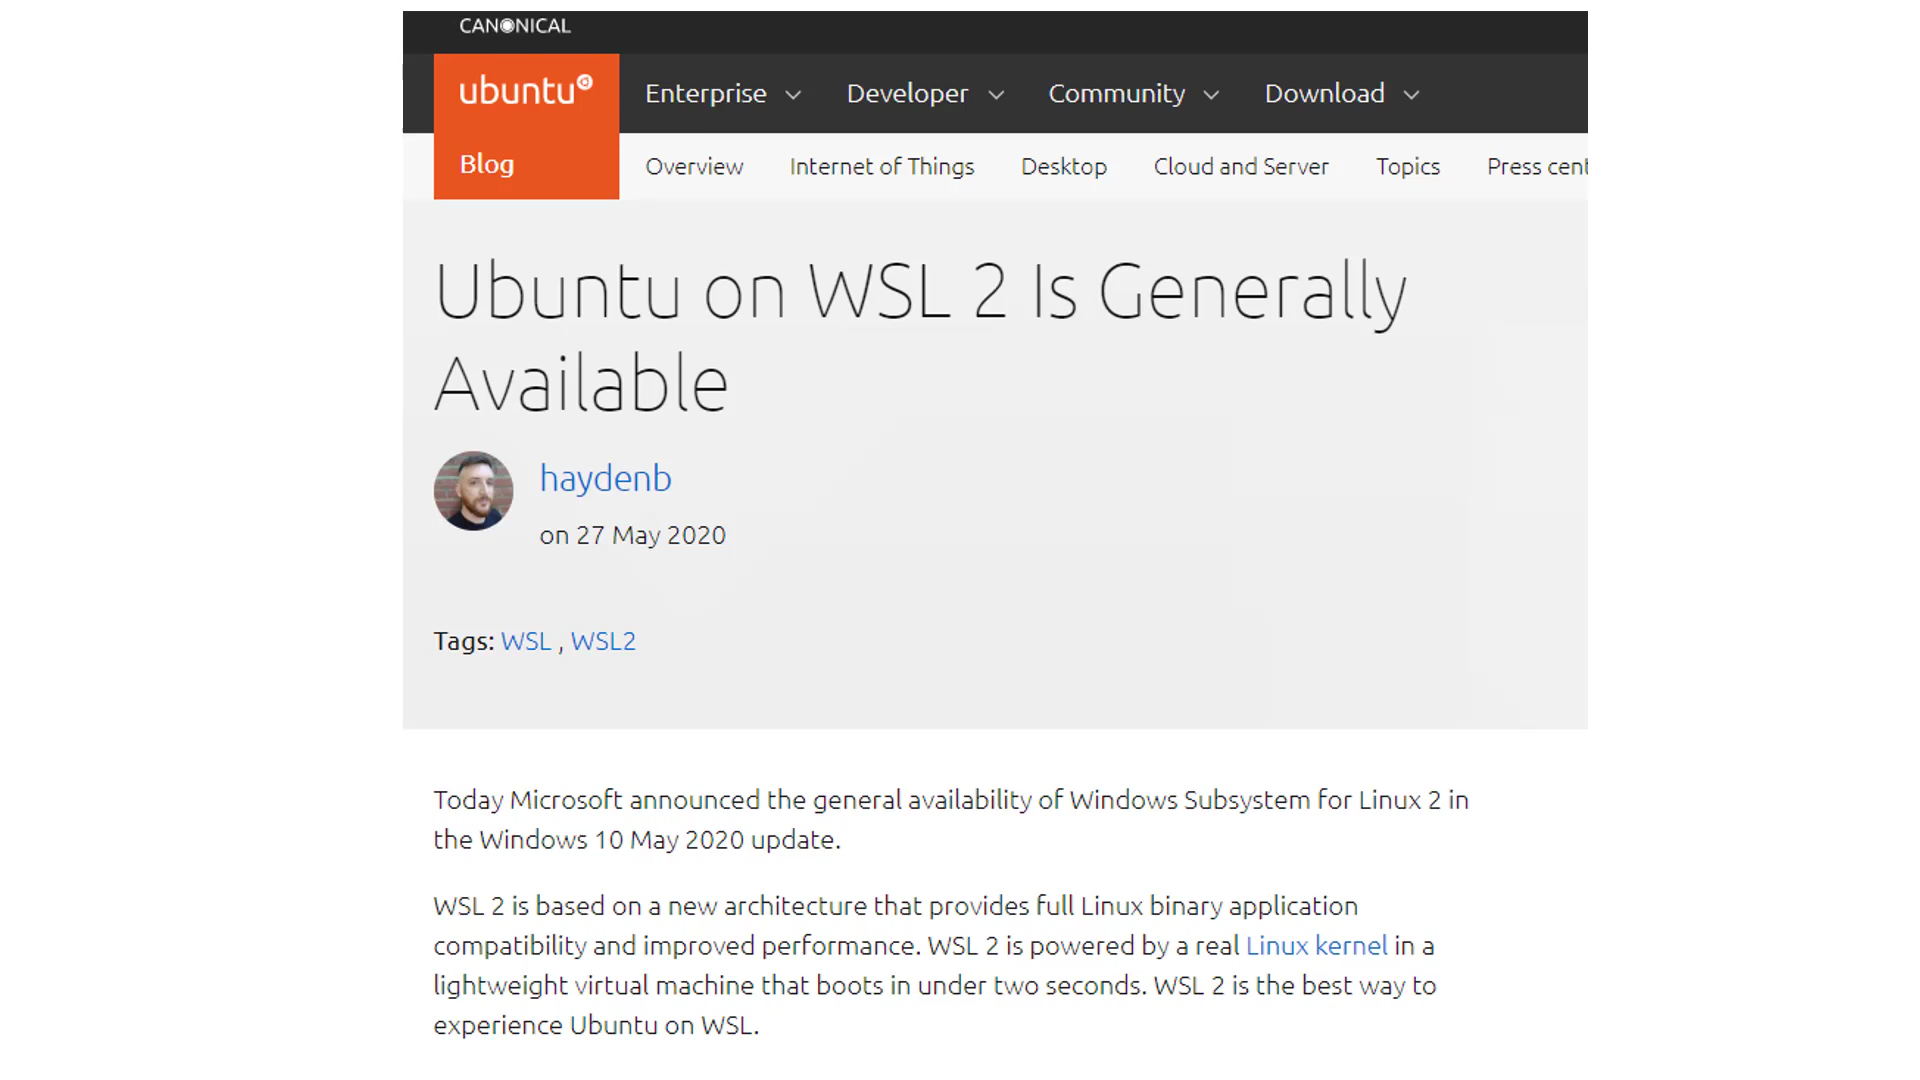 CANONICAL
ubuntu
Enterprise Developer Community Download
Blog
Overview Internet of Things Desktop Cloud and Server Topics Press cent
Ubuntu on WSL 2 Is Generally
Available
haydenb
on 27 May 2020
Tags: WSL , WSL2
Today Microsoft announced the general availability of Windows Subsystem for Linux 2 in
the Windows 10 May 2020 update.
WSL 2 is based on a new architecture that provides full Linux binary application
compatibility and improved performance. WSL 2 is powered by a real Linux kernel in a
lightweight virtual machine that boots in under two seconds. WSL 2 is the best way to
experience Ubuntu on WSL.